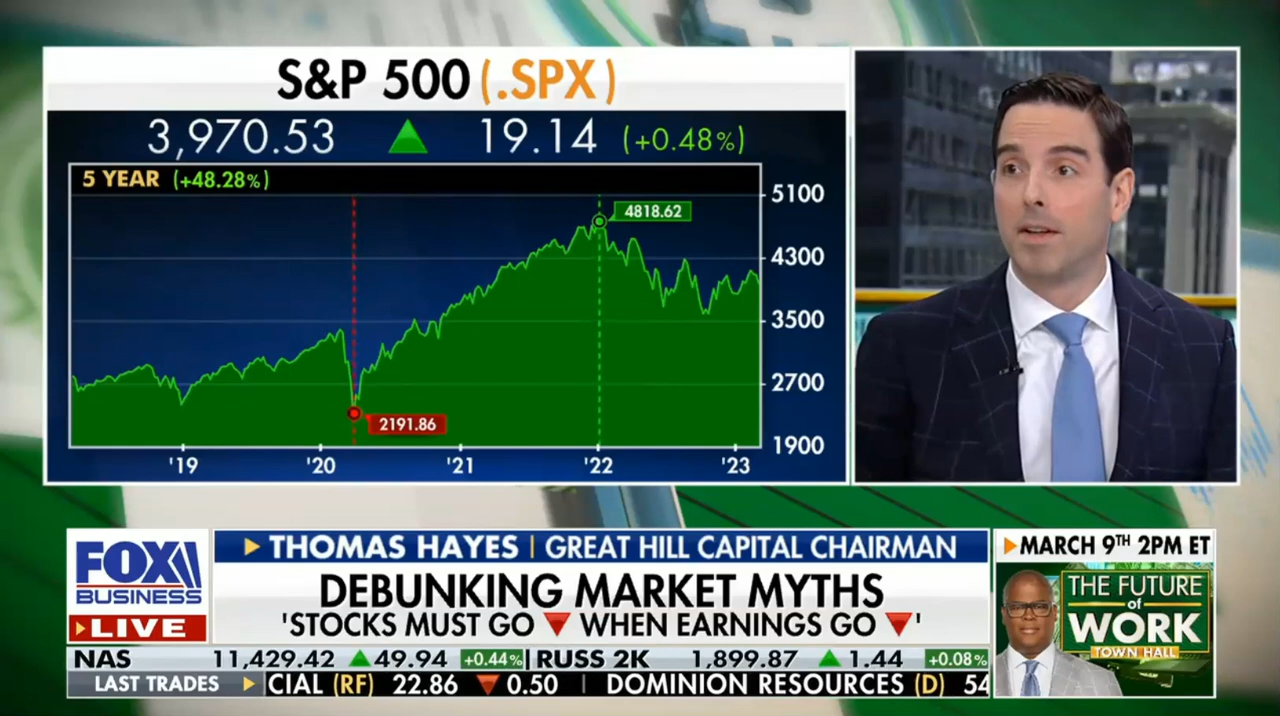 S&P 500 (.SPX)
3,970.53 ▲ 19.14 (+0.48%)
5 YEAR (+48.28%)
5100
4818.62
4300
3500
2700
2191.86
1900
'19 '20 '21 '22 '23
FOX
BUSINESS
LIVE
THOMAS HAYES | GREAT HILL CAPITAL CHAIRMAN
DEBUNKING MARKET MYTHS
'STOCKS MUST GO ▼ WHEN EARNINGS GO ▼'
MARCH 9TH 2PM ET
THE FUTURE
of
WORK
TOWN HALL
NAS 11,429.42 ▲ 49.94 +0.44% | RUSS 2K 1,899.87 ▲ 1.44 +0.08%
LAST TRADES CIAL (RF) 22.86 ▼ 0.50 | DOMINION RESOURCES (D) 54